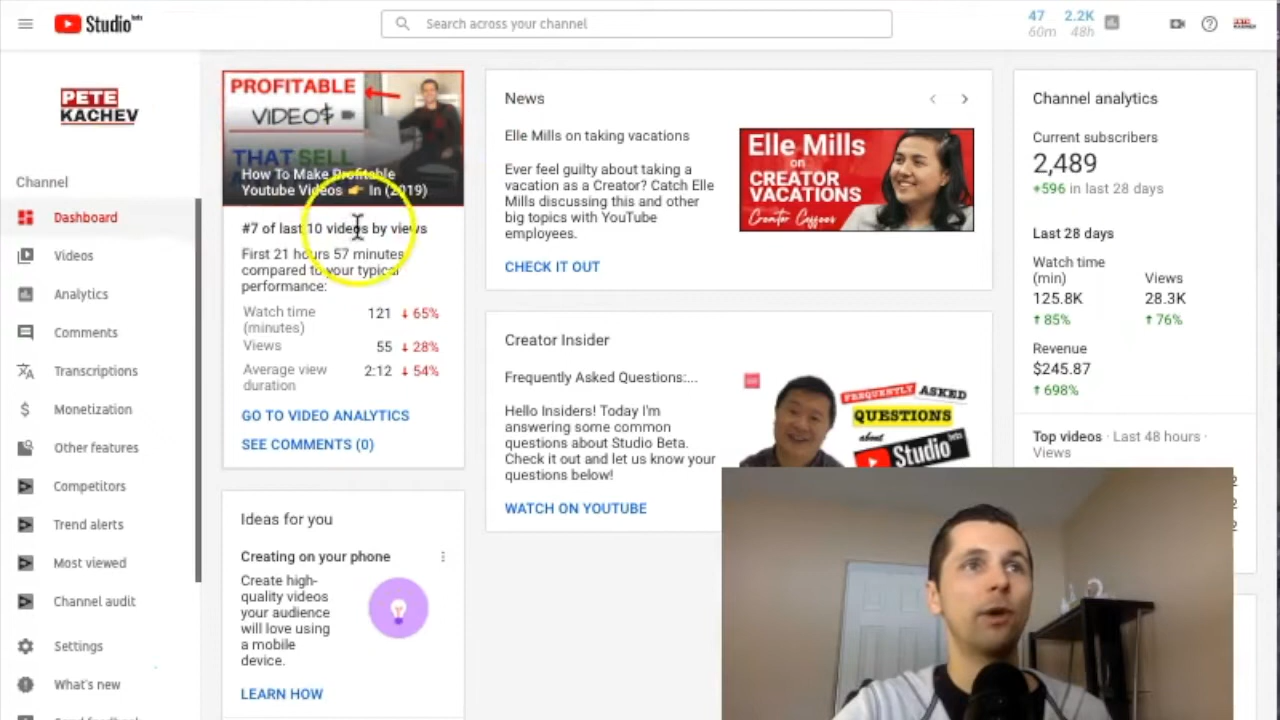 Studio beta
Search across your channel
47 2.2K
60m 48h
PETE
KACHEV
Channel
Dashboard
Videos
Analytics
Comments
Transcriptions
Monetization
Other features
Competitors
Trend alerts
Most viewed
Channel audit
Settings
What's new
PROFITABLE
VIDEO$
THAT SELL
How To Make Profitable
Youtube Videos 👉 In (2019)
#7 of last 10 videos by views
First 21 hours 57 minutes
compared to your typical
performance:
Watch time
(minutes)
121 ↓ 65%
Views 55 ↓ 28%
Average view
duration
2:12 ↓ 54%
GO TO VIDEO ANALYTICS
SEE COMMENTS (0)
Ideas for you
Creating on your phone
Create high-
quality videos
your audience
will love using
a mobile
device.
LEARN HOW
News
Elle Mills on taking vacations
Ever feel guilty about taking a
vacation as a Creator? Catch Elle
Mills discussing this and other
big topics with YouTube
employees.
CHECK IT OUT
Elle Mills
on
CREATOR
VACATIONS
Creator Coffees
Creator Insider
Frequently Asked Questions:...
Hello Insiders! Today I'm
answering some common
questions about Studio Beta.
Check it out and let us know your
questions below!
WATCH ON YOUTUBE
FREQUENTLY ASKED
QUESTIONS
about
Studio beta
Channel analytics
Current subscribers
2,489
+596 in last 28 days
Last 28 days
Watch time
(min)
125.8K
↑ 85%
Views
28.3K
↑ 76%
Revenue
$245.87
↑ 698%
Top videos · Last 48 hours ·
Views